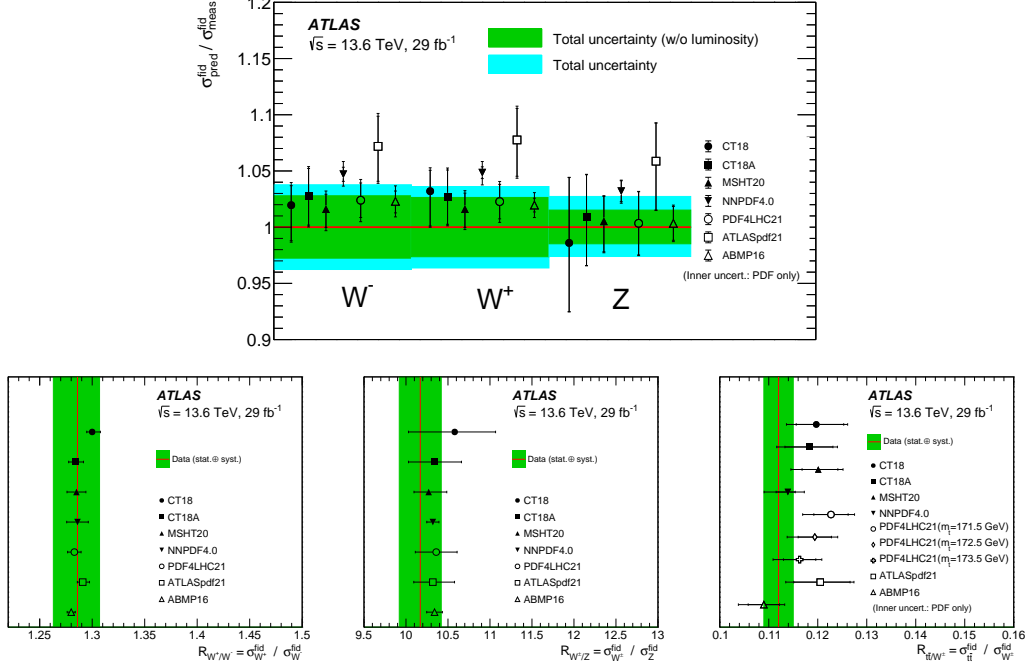 1.2
1.15
1.1
1.05
1
0.95
0.9
σ^fid_pred / σ^fid_meas
ATLAS
√s = 13.6 TeV, 29 fb⁻¹
Total uncertainty (w/o luminosity)
Total uncertainty
CT18
CT18A
MSHT20
NNPDF4.0
PDF4LHC21
ATLASpdf21
ABMP16
(Inner uncert.: PDF only)
W⁻
W⁺
Z
ATLAS
√s = 13.6 TeV, 29 fb⁻¹
Data (stat.⊕ syst.)
CT18
CT18A
MSHT20
NNPDF4.0
PDF4LHC21
ATLASpdf21
ABMP16
1.25 1.3 1.35 1.4 1.45 1.5
R_W⁺/W⁻ = σ^fid_W⁺ / σ^fid_W⁻
ATLAS
√s = 13.6 TeV, 29 fb⁻¹
Data (stat.⊕ syst.)
CT18
CT18A
MSHT20
NNPDF4.0
PDF4LHC21
ATLASpdf21
ABMP16
9.5 10 10.5 11 11.5 12 12.5 13
R_W±/Z = σ^fid_W± / σ^fid_Z
ATLAS
√s = 13.6 TeV, 29 fb⁻¹
Data (stat.⊕ syst.)
CT18
CT18A
MSHT20
NNPDF4.0
PDF4LHC21(m_t=171.5 GeV)
PDF4LHC21(m_t=172.5 GeV)
PDF4LHC21(m_t=173.5 GeV)
ATLASpdf21
ABMP16
(Inner uncert.: PDF only)
0.1 0.11 0.12 0.13 0.14 0.15 0.16
R_tt̄/W± = σ^fid_tt̄ / σ^fid_W±